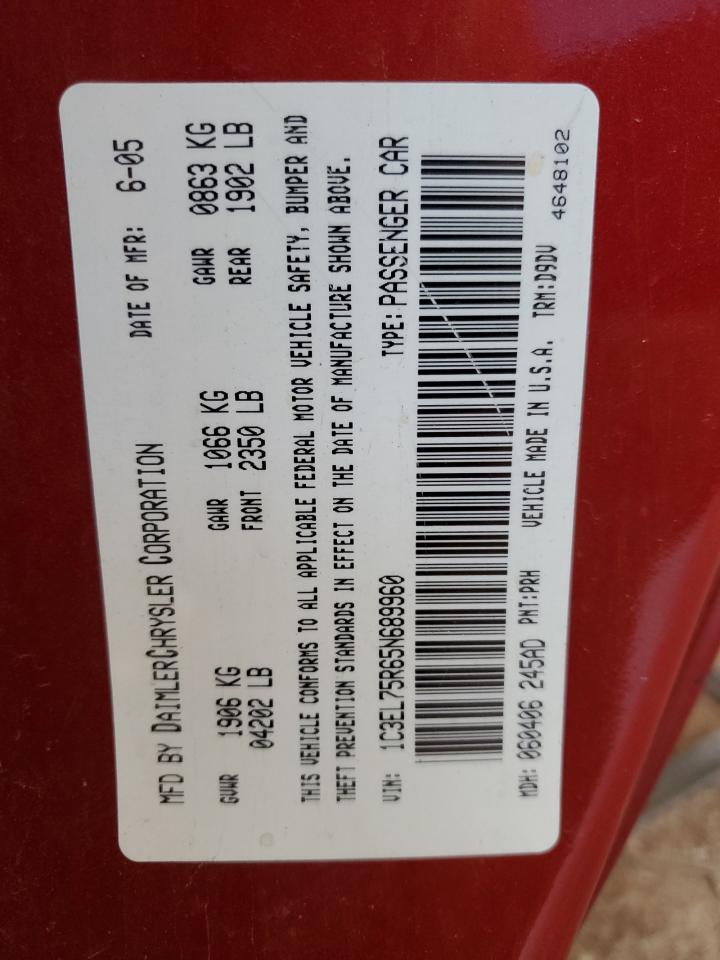 MFD BY DAIMLERCHRYSLER CORPORATION DATE OF MFR: 6-05
GVWR 1906 KG GAWR 1066 KG GAWR 0863 KG
04202 LB FRONT 2350 LB REAR 1902 LB
THIS VEHICLE CONFORMS TO ALL APPLICABLE FEDERAL MOTOR VEHICLE SAFETY, BUMPER AND
THEFT PREVENTION STANDARDS IN EFFECT ON THE DATE OF MANUFACTURE SHOWN ABOVE.
VIN: 1C3EL75R65N689960 TYPE: PASSENGER CAR
MDH: 060406 245AD PNT:PRH VEHICLE MADE IN U.S.A. TRM:D9DV
4648102